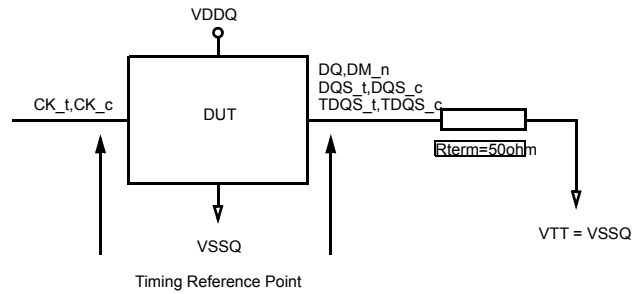 VDDQ
DQ,DM_n
DQS_t,DQS_c
TDQS_t,TDQS_c
CK_t,CK_c
DUT
Rterm=50ohm
VSSQ
VTT = VSSQ
Timing Reference Point